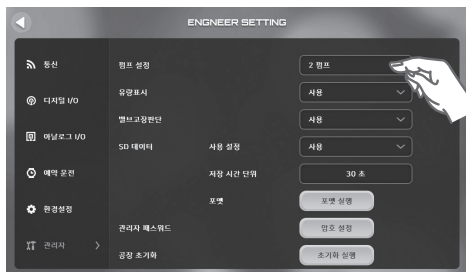 ENGNEER SETTING
통신
펌프 설정
2 펌프
유량표시
사용
디지털 I/O
밸브고장판단
사용
아날로그 I/O
SD 데이터
사용 설정
사용
예약 운전
저장 시간 단위
30 초
포맷
포맷 실행
환경설정
관리자 패스워드
암호 설정
관리자
공장 초기화
초기화 실행